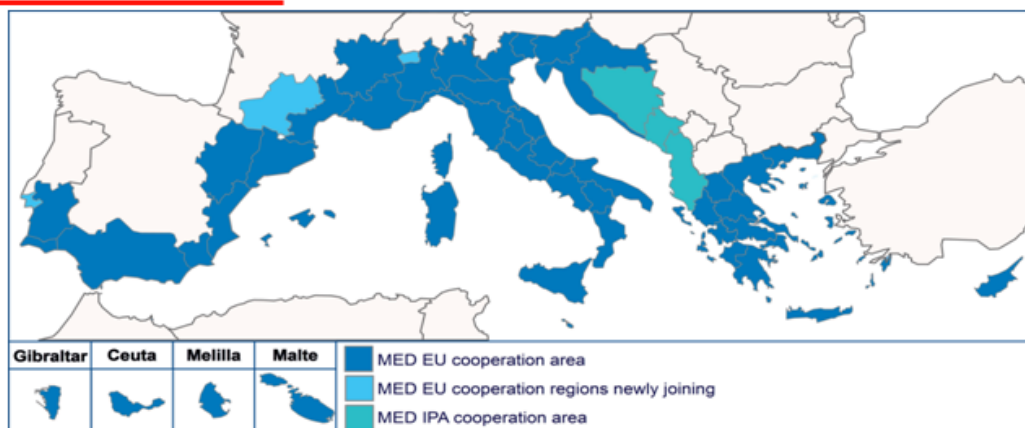 Gibraltar Ceuta Melilla Malte
MED EU cooperation area
MED EU cooperation regions newly joining
MED IPA cooperation area